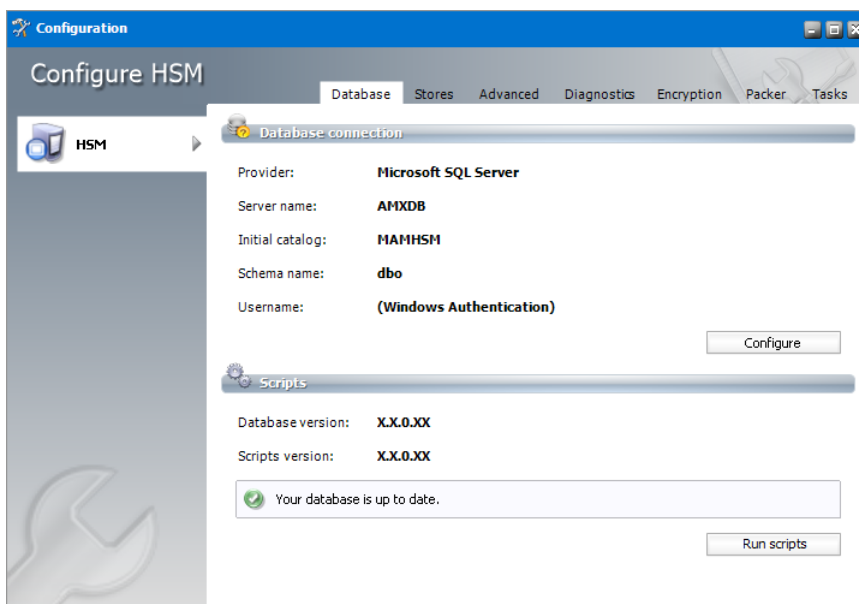 Configuration
Configure HSM
Database Stores Advanced Diagnostics Encryption Packer Tasks
HSM
Database connection
Provider: Microsoft SQL Server
Server name: AMXDB
Initial catalog: MAMHSM
Schema name: dbo
Username: (Windows Authentication)
Configure
Scripts
Database version: X.X.0.XX
Scripts version: X.X.0.XX
Your database is up to date.
Run scripts